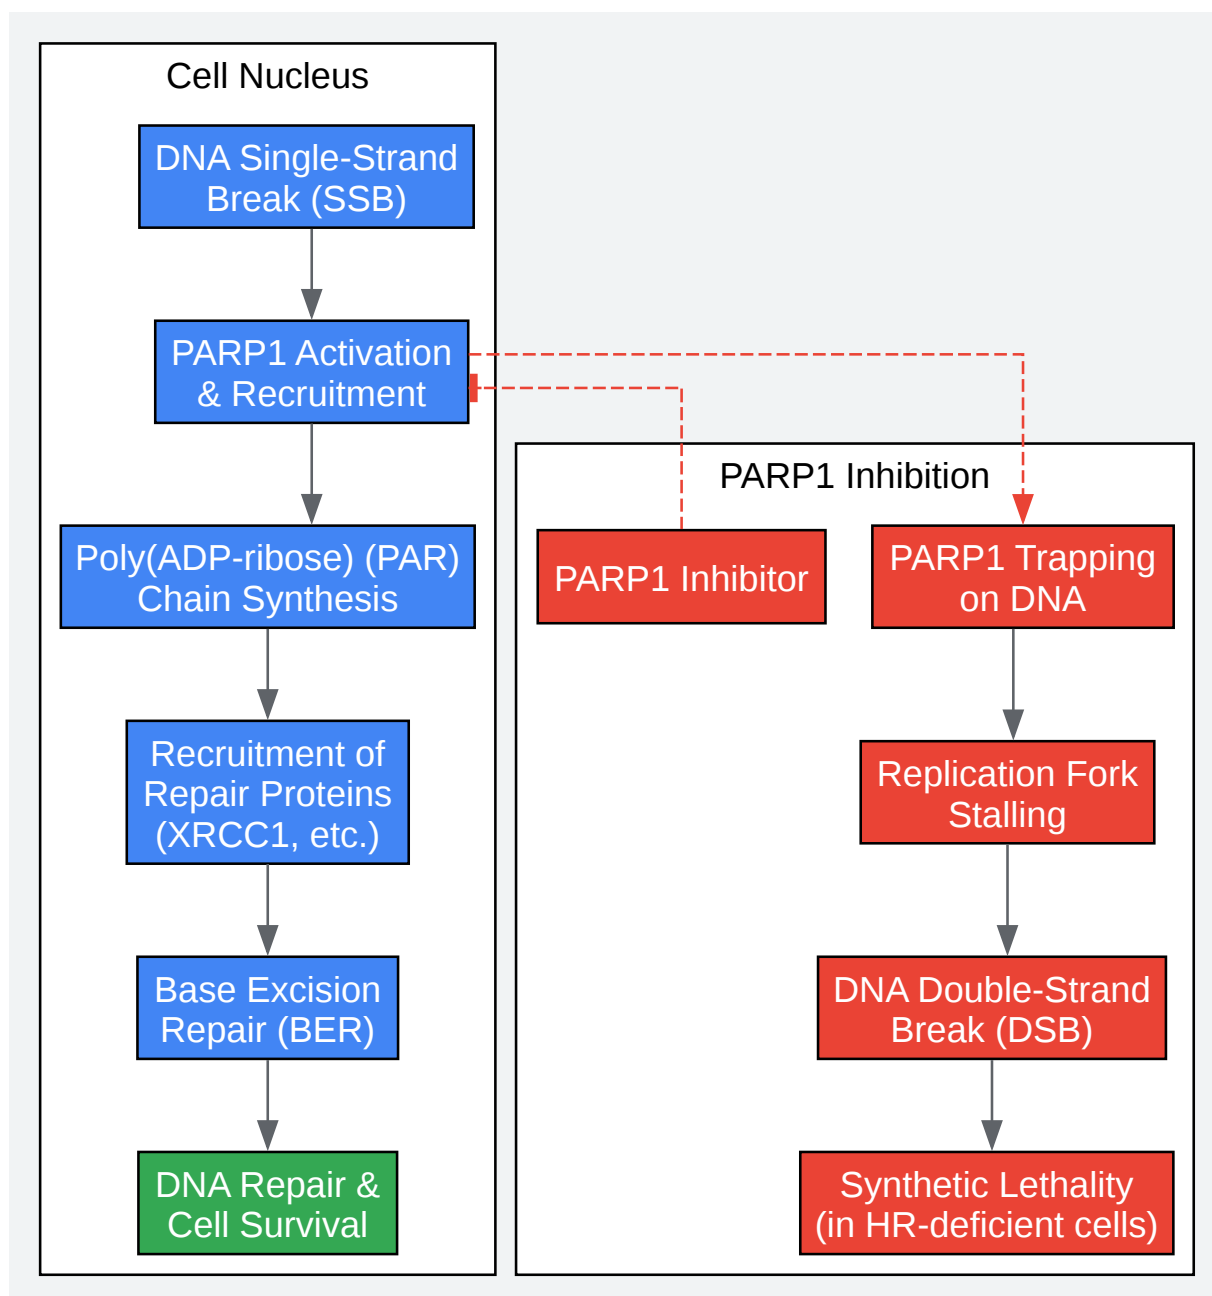 Cell Nucleus
DNA Single-Strand
Break (SSB)
PARP1 Activation
& Recruitment
Poly(ADP-ribose) (PAR)
Chain Synthesis
Recruitment of
Repair Proteins
(XRCC1, etc.)
Base Excision
Repair (BER)
DNA Repair &
Cell Survival
PARP1 Inhibition
PARP1 Inhibitor
PARP1 Trapping
on DNA
Replication Fork
Stalling
DNA Double-Strand
Break (DSB)
Synthetic Lethality
(in HR-deficient cells)